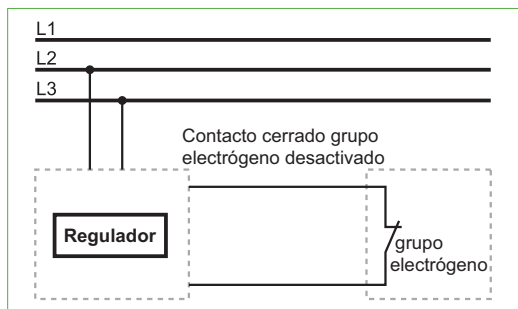 L1
L2
L3
Contacto cerrado grupo
electrógeno desactivado
Regulador
grupo
electrógeno